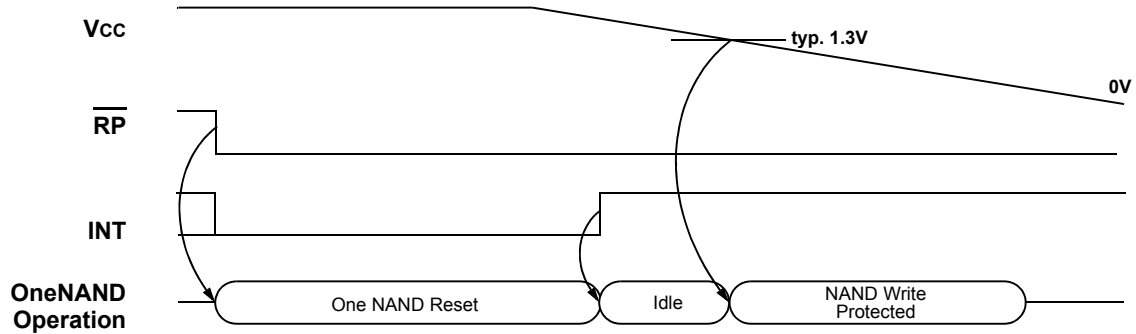 Vcc
typ. 1.3V
0V
RP
INT
OneNAND
Operation
One NAND Reset
Idle
NAND Write
Protected